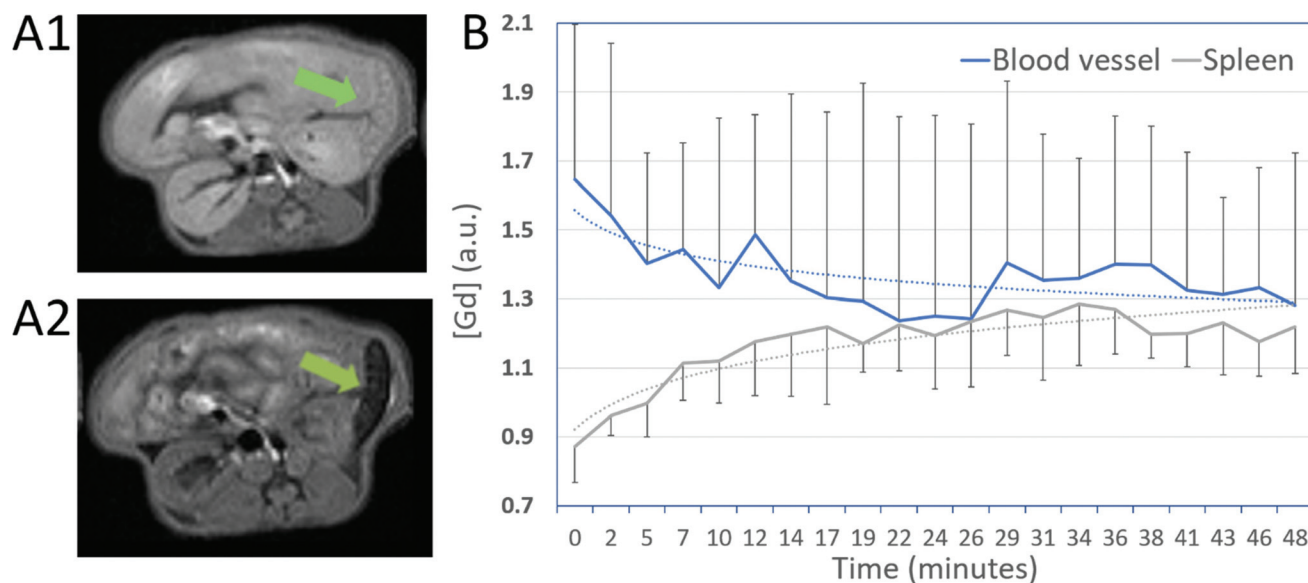 A1
A2
B
Blood vessel
Spleen
[Gd] (a.u.)
2.1
1.9
1.7
1.5
1.3
1.1
0.9
0.7
0 2 5 7 10 12 14 17 19 22 24 26 29 31 34 36 38 41 43 46 48
Time (minutes)